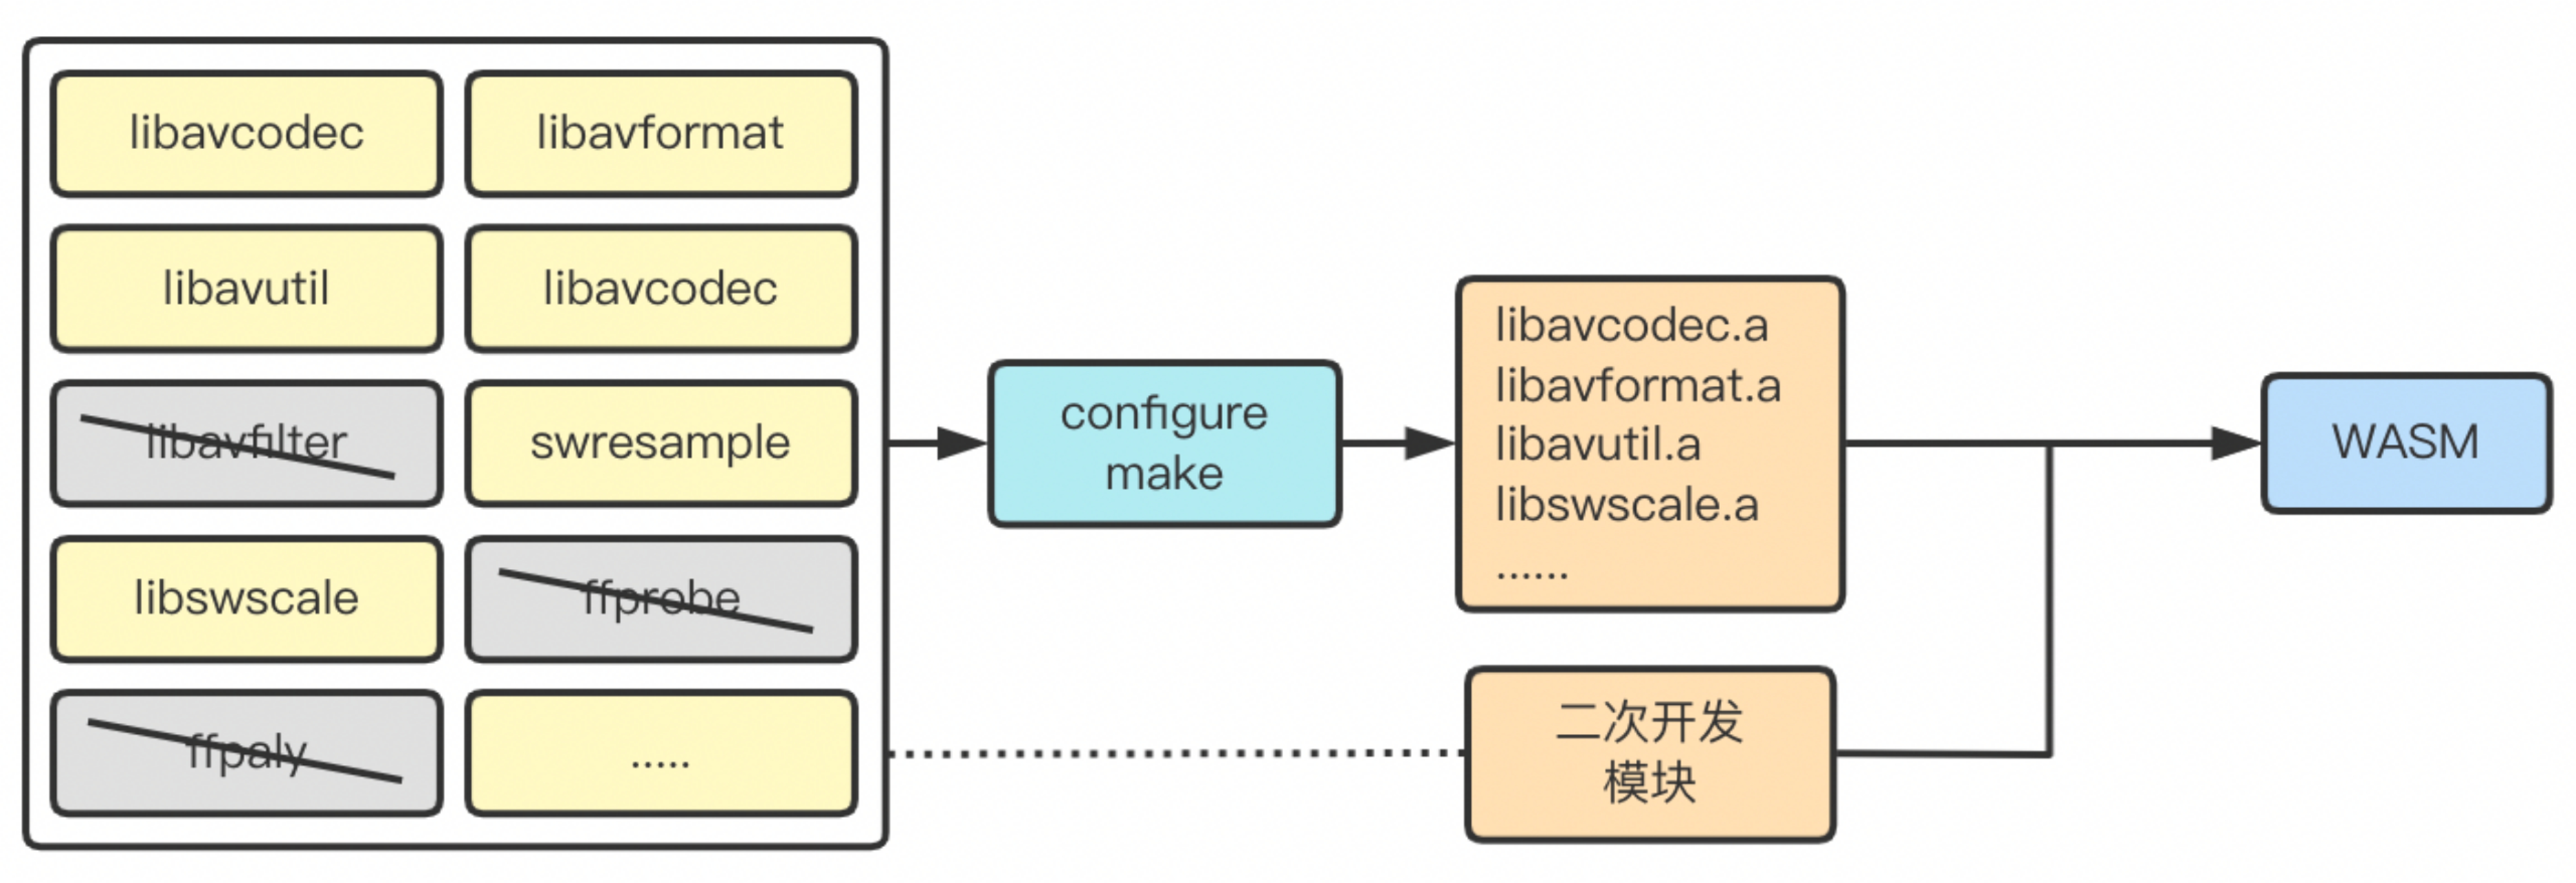 libavcodec
libavformat
libavutil
libavcodec
libavfilter
swresample
libswscale
ffprobe
ffpaly
.....
configure
make
libavcodec.a
libavformat.a
libavutil.a
libswscale.a
......
二次开发
模块
WASM